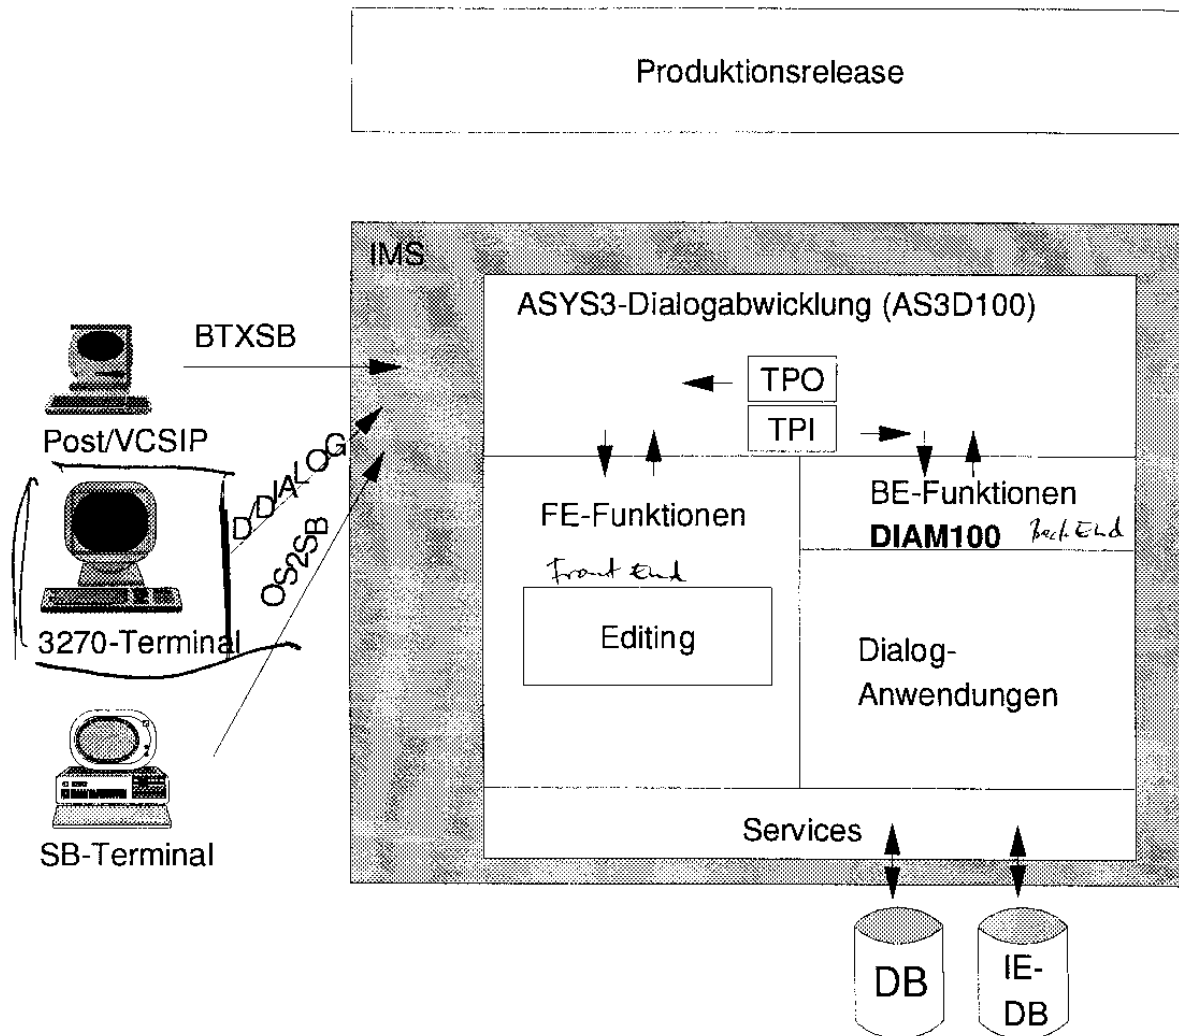 Produktionsrelease
IMS
ASYS3-Dialogabwicklung (AS3D100)
BTXSB
TPO
TPI
Post/VCSIP
D/DIALOG
OS2SB
FE-Funktionen
Front End
BE-Funktionen
DIAM100 Back End
3270-Terminal
Editing
Dialog-
Anwendungen
SB-Terminal
Services
DB
IE-
DB